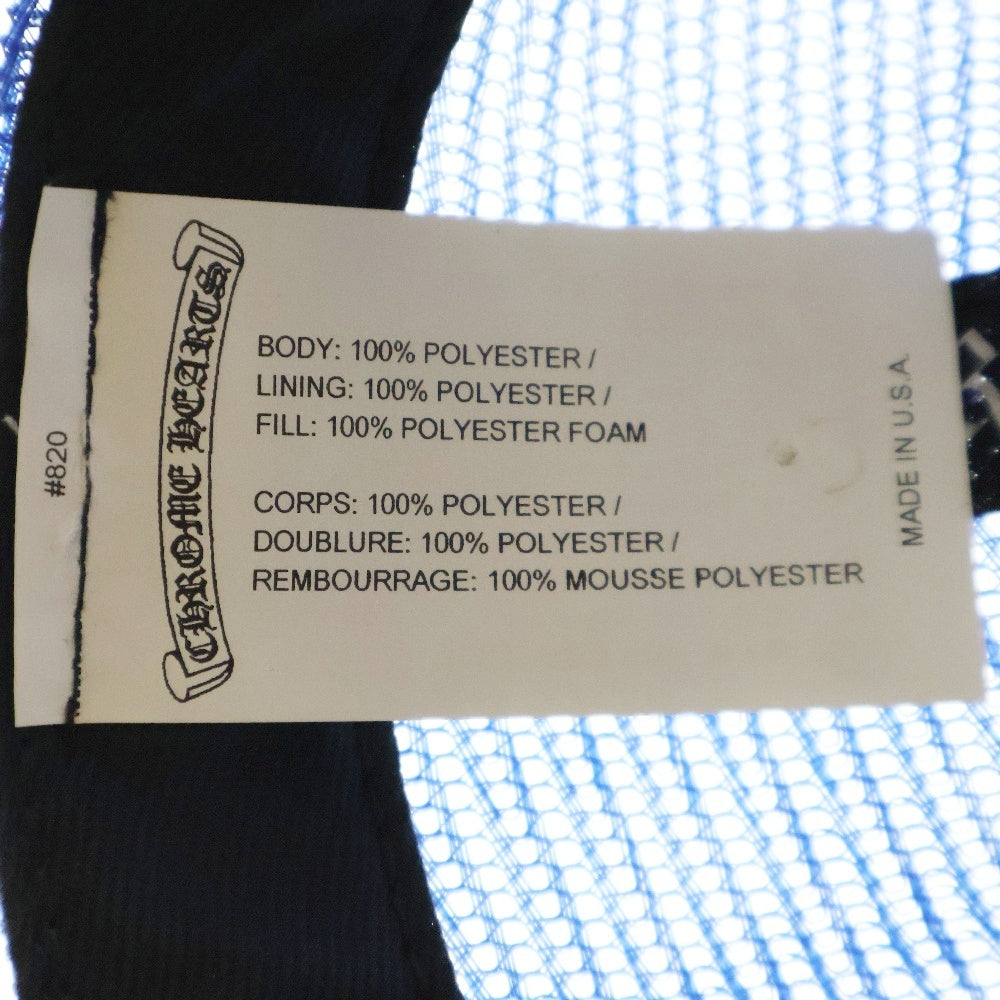 #820
CHROME HEARTS
BODY: 100% POLYESTER /
LINING: 100% POLYESTER /
FILL: 100% POLYESTER FOAM
CORPS: 100% POLYESTER /
DOUBLURE: 100% POLYESTER /
REMBOURRAGE: 100% MOUSSE POLYESTER
MADE IN U.S.A